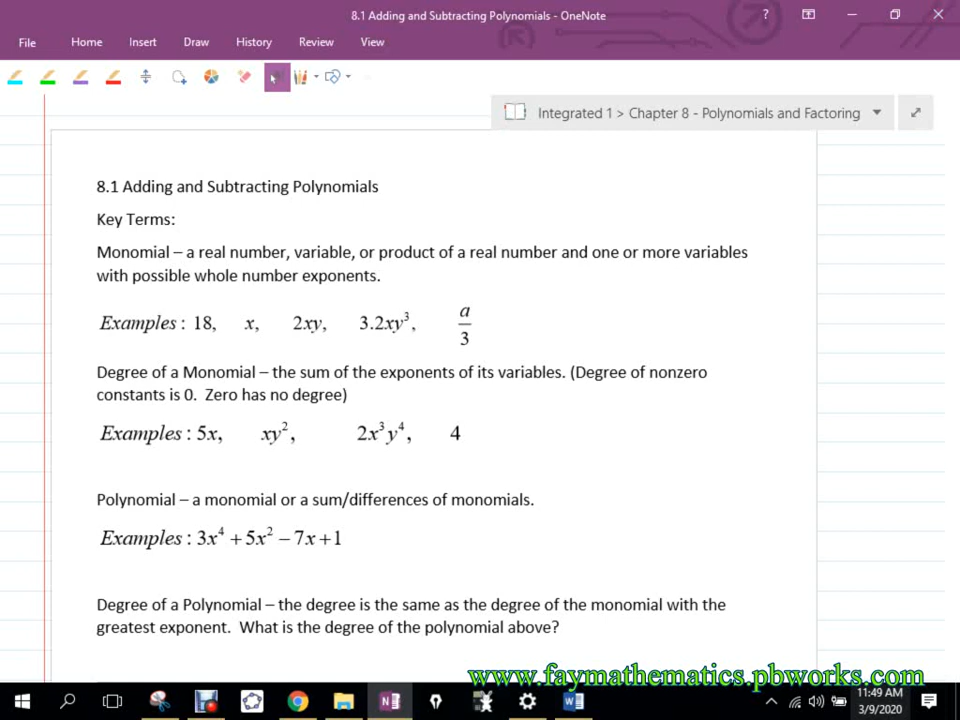 8.1 Adding and Subtracting Polynomials - OneNote
?
File Home Insert Draw History Review View
Integrated 1 > Chapter 8 - Polynomials and Factoring
8.1 Adding and Subtracting Polynomials
Key Terms:
Monomial – a real number, variable, or product of a real number and one or more variables
with possible whole number exponents.
Examples : 18, x, 2xy, 3.2xy³, a/3
Degree of a Monomial – the sum of the exponents of its variables. (Degree of nonzero
constants is 0. Zero has no degree)
Examples : 5x, xy², 2x³y⁴, 4
Polynomial – a monomial or a sum/differences of monomials.
Examples : 3x⁴ + 5x² − 7x + 1
Degree of a Polynomial – the degree is the same as the degree of the monomial with the
greatest exponent. What is the degree of the polynomial above?
www.faymathematics.pbworks.com
11:49 AM
3/9/2020